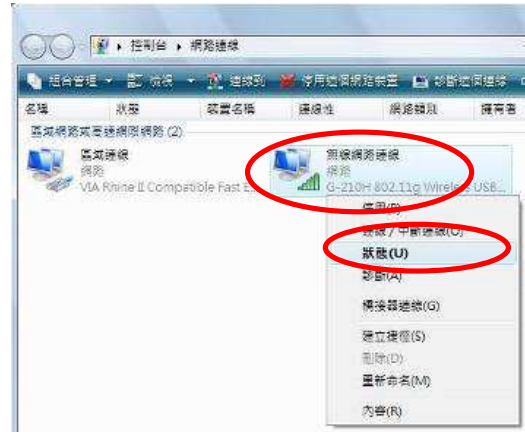 控制台 ▸ 網路連線
組合管理 檢視 連線到 停用這個網路裝置 診斷這個連線
名稱 狀態 裝置名稱 連線性 網路類別 擁有者
區域網路或高速網際網路 (2)
區域連線
網路
VIA Rhine II Compatible Fast E...
無線網路連線
網路
G-210H 802.11g Wireless USB...
停用(B)
連線 / 中斷連線(O)
狀態(U)
診斷(A)
橋接器連線(G)
建立捷徑(S)
刪除(D)
重新命名(M)
內容(R)